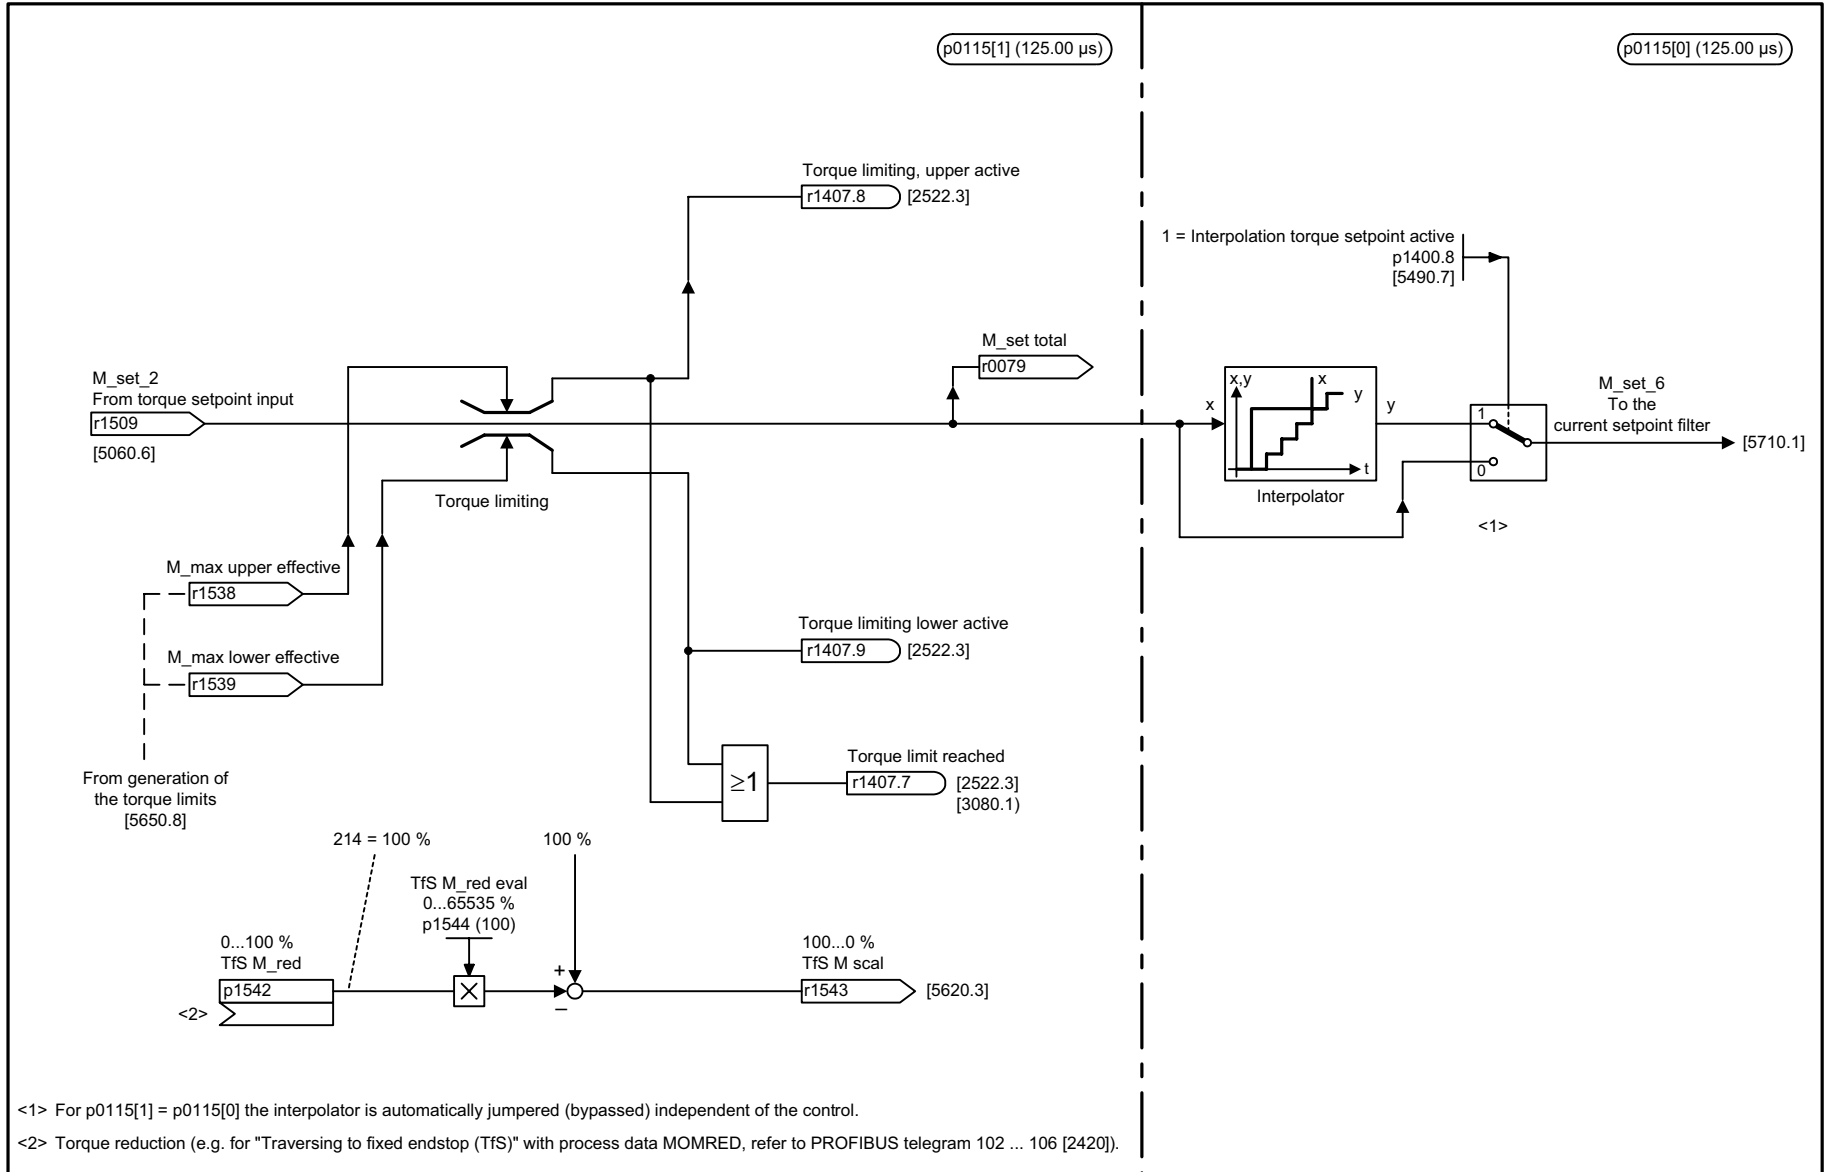 p0115[1] (125.00 µs)
p0115[0] (125.00 µs)
Torque limiting, upper active
r1407.8
[2522.3]
1 = Interpolation torque setpoint active
p1400.8
[5490.7]
M_set total
r0079
M_set_2
From torque setpoint input
r1509
[5060.6]
Torque limiting
x
x,y
x
y
t
Interpolator
y
1
0
<1>
M_set_6
To the
current setpoint filter
[5710.1]
M_max upper effective
r1538
M_max lower effective
r1539
From generation of
the torque limits
[5650.8]
Torque limiting lower active
r1407.9
[2522.3]
≥1
Torque limit reached
r1407.7
[2522.3]
[3080.1)
214 = 100 %
100 %
TfS M_red eval
0...65535 %
p1544 (100)
0...100 %
TfS M_red
p1542
<2>
+
–
100...0 %
TfS M scal
r1543
[5620.3]
<1> For p0115[1] = p0115[0] the interpolator is automatically jumpered (bypassed) independent of the control.
<2> Torque reduction (e.g. for "Traversing to fixed endstop (TfS)" with process data MOMRED, refer to PROFIBUS telegram 102 ... 106 [2420]).